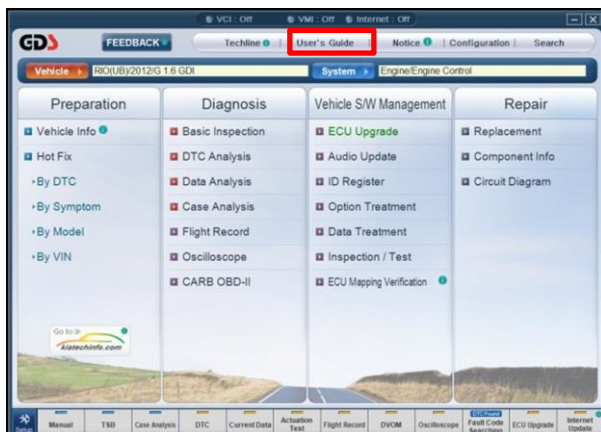 VCI : Off VMI : Off Internet : Off
GDS FEEDBACK Techline User's Guide Notice Configuration Search
Vehicle RIO(UB)/2012/G 1.6 GDI System Engine/Engine Control
Preparation
Vehicle Info
Hot Fix
By DTC
By Symptom
By Model
By VIN
Go to
kiatechinfo.com
Diagnosis
Basic Inspection
DTC Analysis
Data Analysis
Case Analysis
Flight Record
Oscilloscope
CARB OBD-II
Vehicle S/W Management
ECU Upgrade
Audio Update
ID Register
Option Treatment
Data Treatment
Inspection / Test
ECU Mapping Verification
Repair
Replacement
Component Info
Circuit Diagram
Setup Manual TSB Case Analysis DTC Current Data Actuation Test Flight Record DVOM Oscilloscope DTC Found Fault Code Searching ECU Upgrade Internet Update